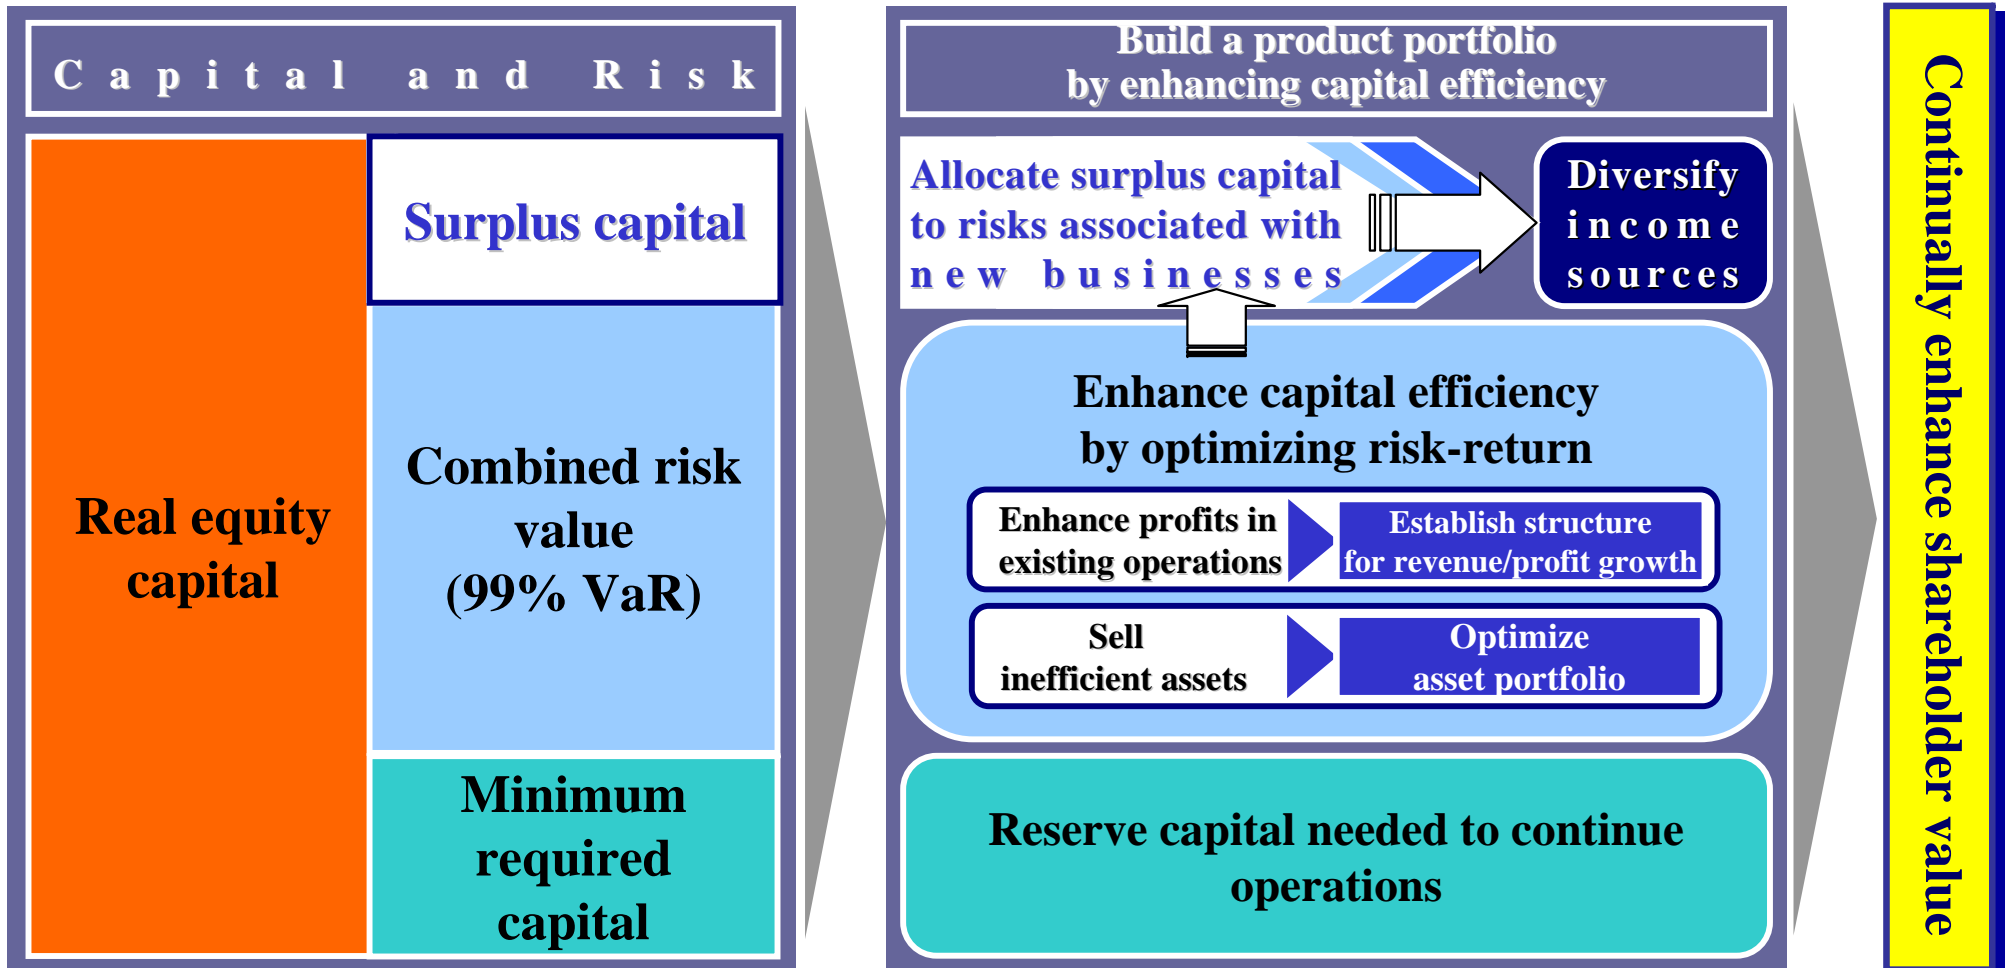 Capital and Risk
Real equity
capital
Surplus capital
Combined risk
value
(99% VaR)
Minimum
required
capital
Build a product portfolio
by enhancing capital efficiency
Allocate surplus capital
to risks associated with
new businesses
Diversify
income
sources
Enhance capital efficiency
by optimizing risk-return
Enhance profits in
existing operations
Establish structure
for revenue/profit growth
Sell
inefficient assets
Optimize
asset portfolio
Reserve capital needed to continue
operations
Continually enhance shareholder value